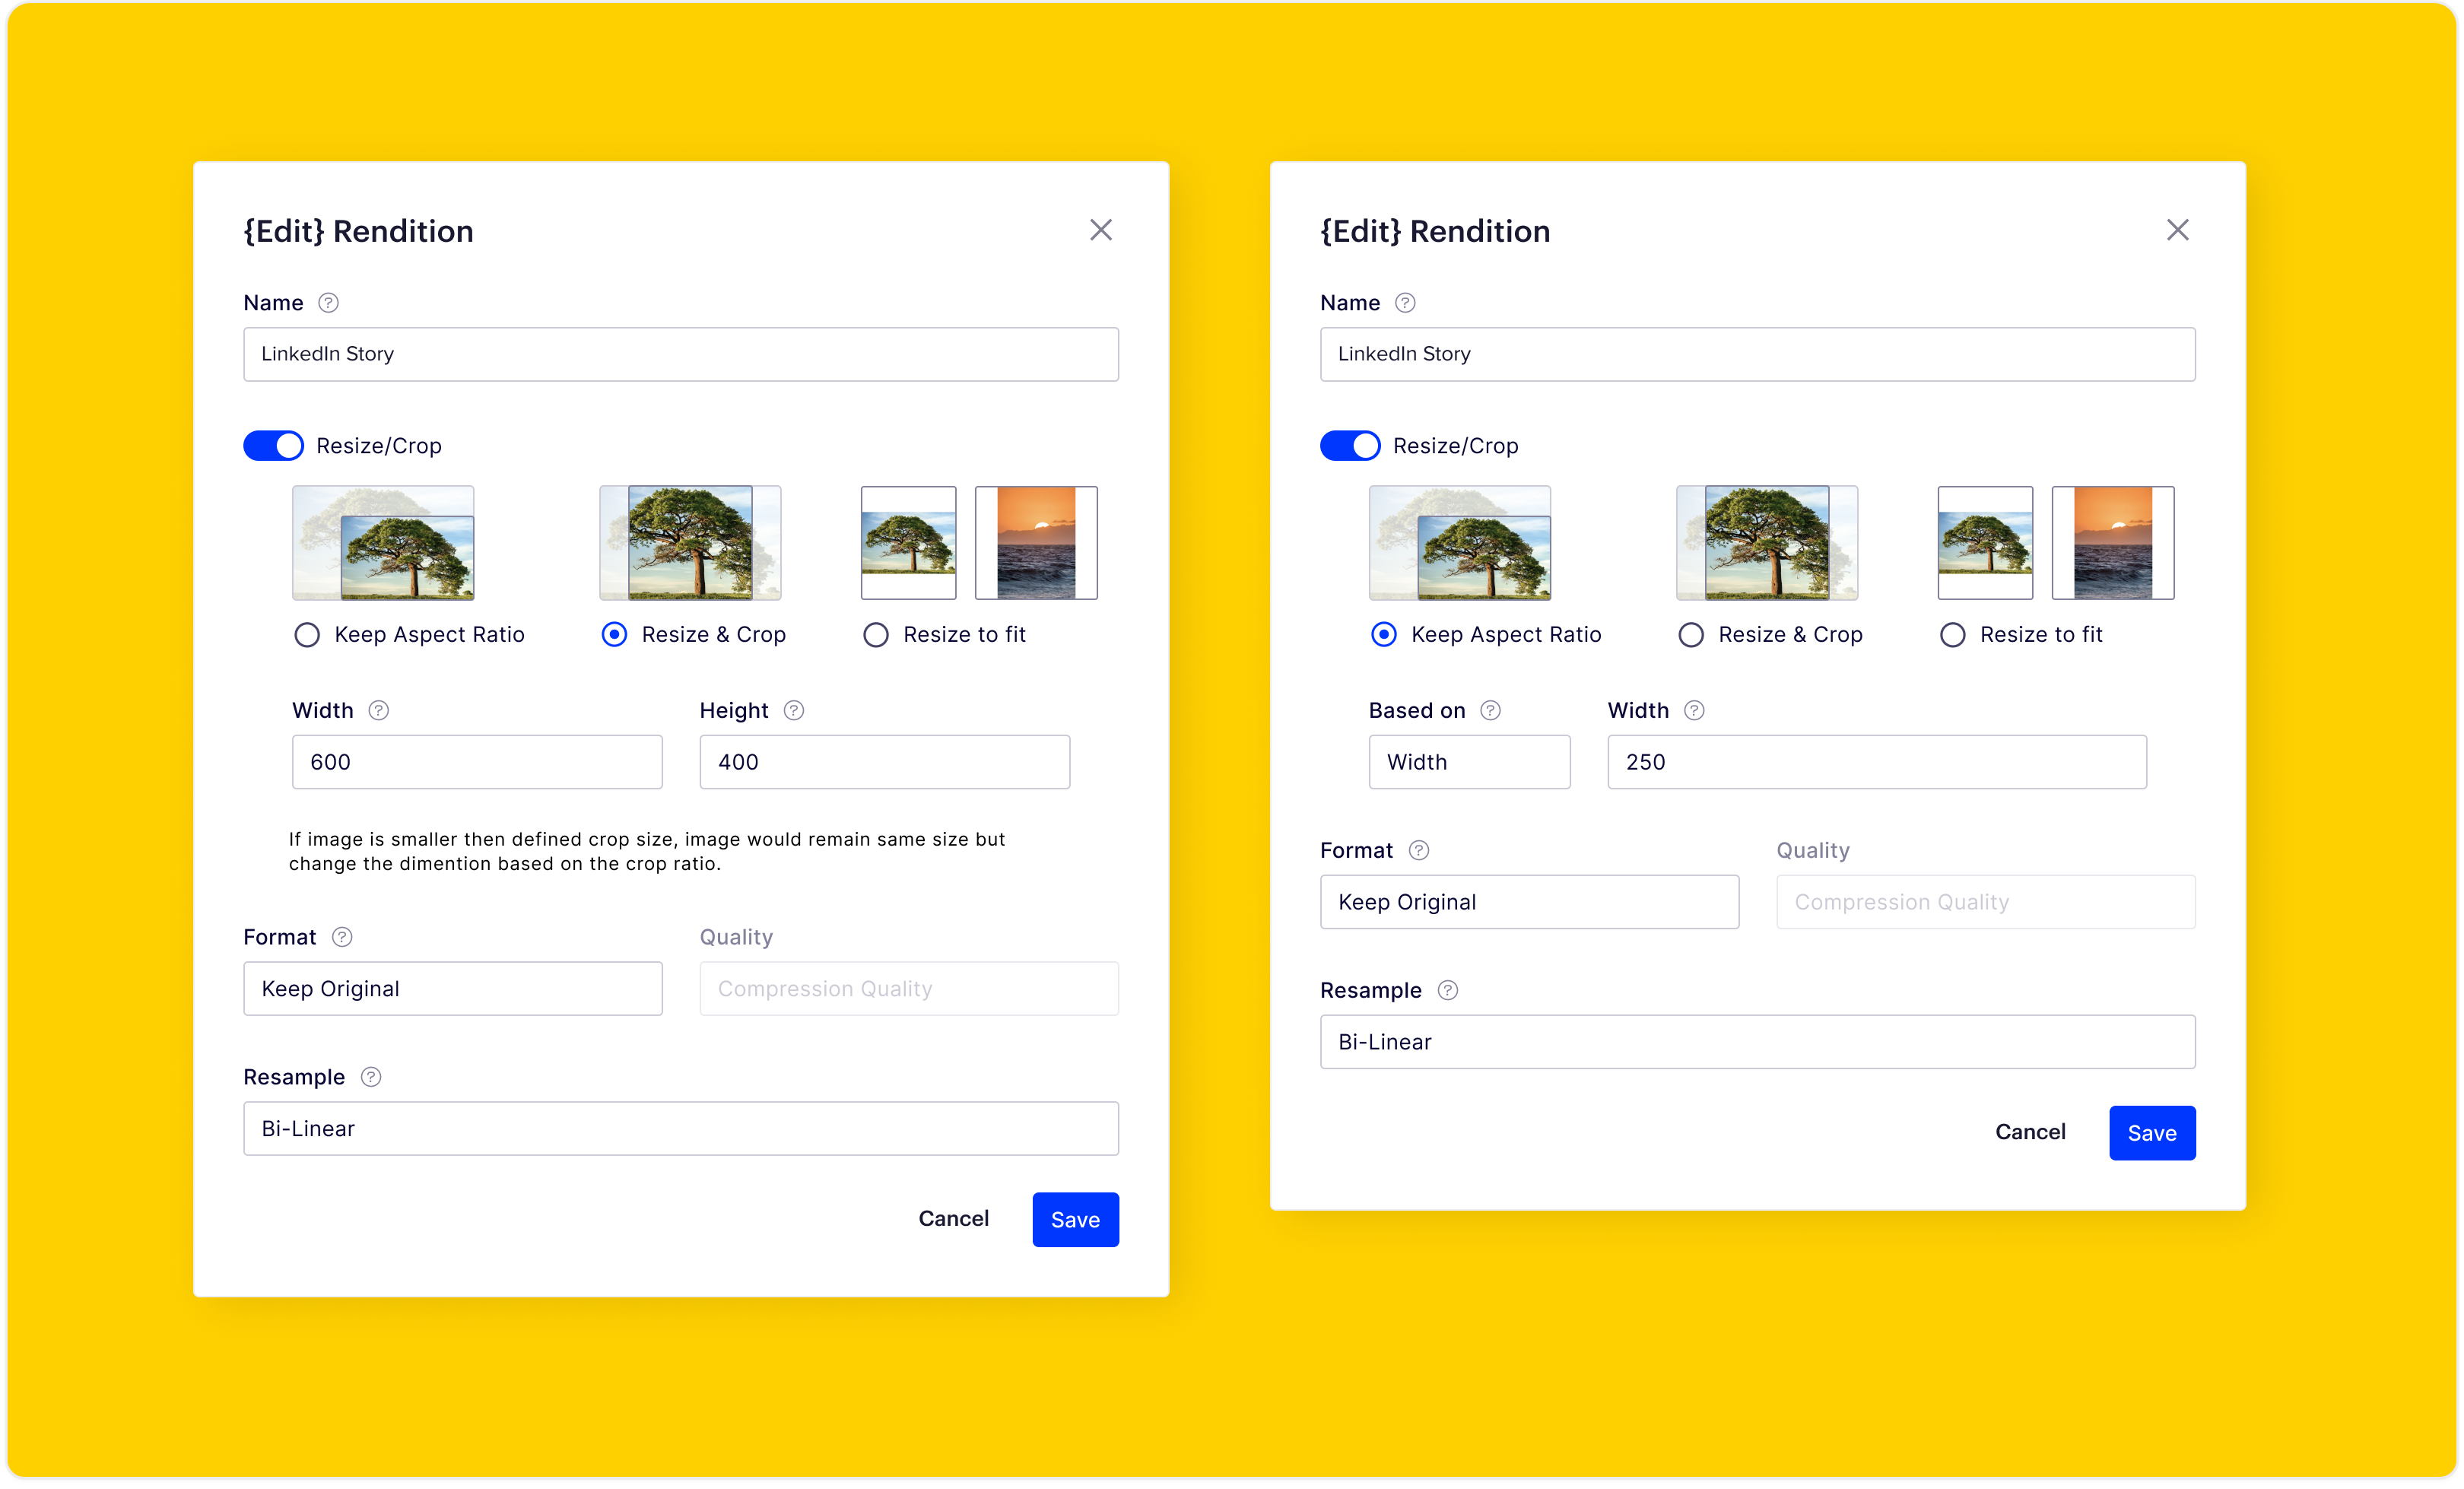 {Edit} Rendition
Name ?
LinkedIn Story
Resize/Crop
Keep Aspect Ratio
Resize & Crop
Resize to fit
Width ?
Height ?
600
400
If image is smaller then defined crop size, image would remain same size but
change the dimention based on the crop ratio.
Format ?
Quality
Keep Original
Compression Quality
Resample ?
Bi-Linear
Cancel
Save
{Edit} Rendition
Name ?
LinkedIn Story
Resize/Crop
Keep Aspect Ratio
Resize & Crop
Resize to fit
Based on ?
Width ?
Width
250
Format ?
Quality
Keep Original
Compression Quality
Resample ?
Bi-Linear
Cancel
Save